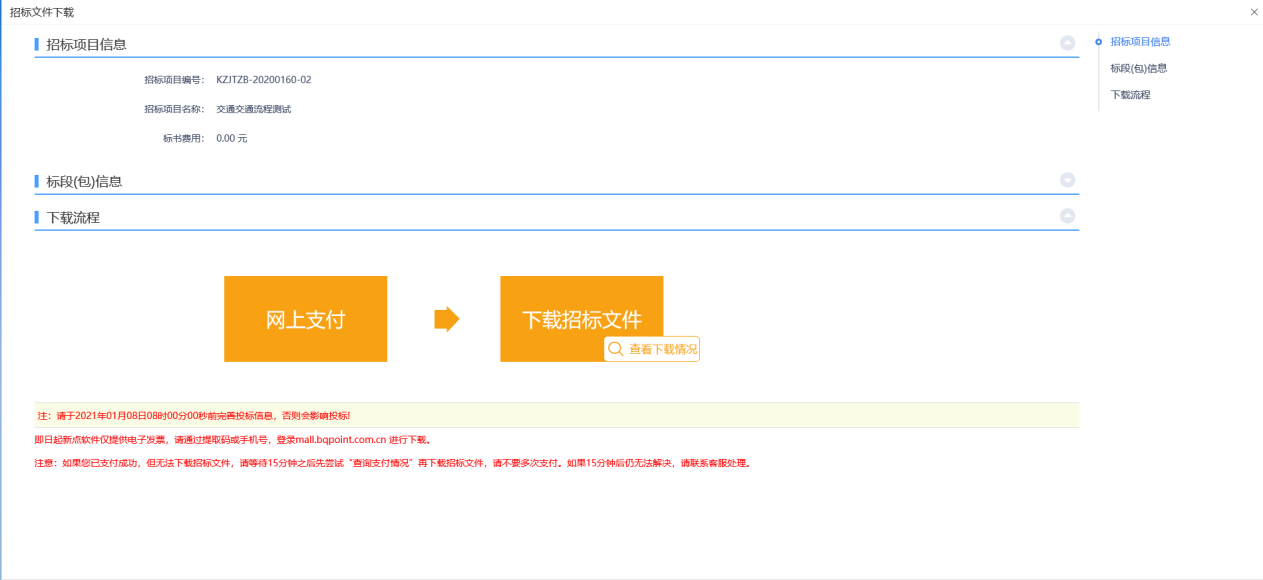 招标文件下载
招标项目信息
招标项目信息
标段(包)信息
下载流程
招标项目编号： KZJTZB-20200160-02
招标项目名称： 交通交通流程测试
标书费用： 0.00 元
标段(包)信息
下载流程
网上支付
下载招标文件
查看下载情况
注：请于2021年01月08日08时00分00秒前完善投标信息，否则会影响投标!
即日起新点软件仅提供电子发票，请通过提取码或手机号，登录mall.bqpoint.com.cn 进行下载。
注意：如果您已支付成功，但无法下载招标文件，请等待15分钟之后先尝试“查询支付情况”再下载招标文件，请不要多次支付。如果15分钟后仍无法解决，请联系客服处理。